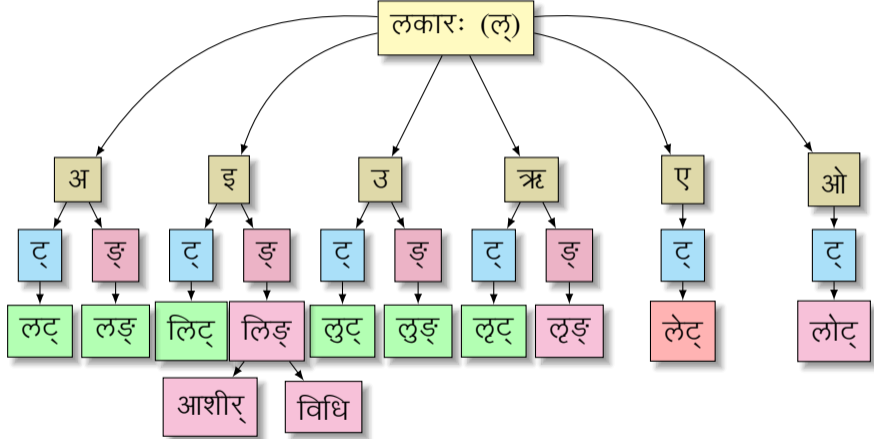 लकारः (ल्)
अ इ उ ऋ ए ओ
ट् ङ् ट् ङ् ट् ङ् ट् ङ् ट् ट्
लट् लङ् लिट् लिङ् लुट् लुङ् लृट् लृङ् लेट् लोट्
आशीर् विधि